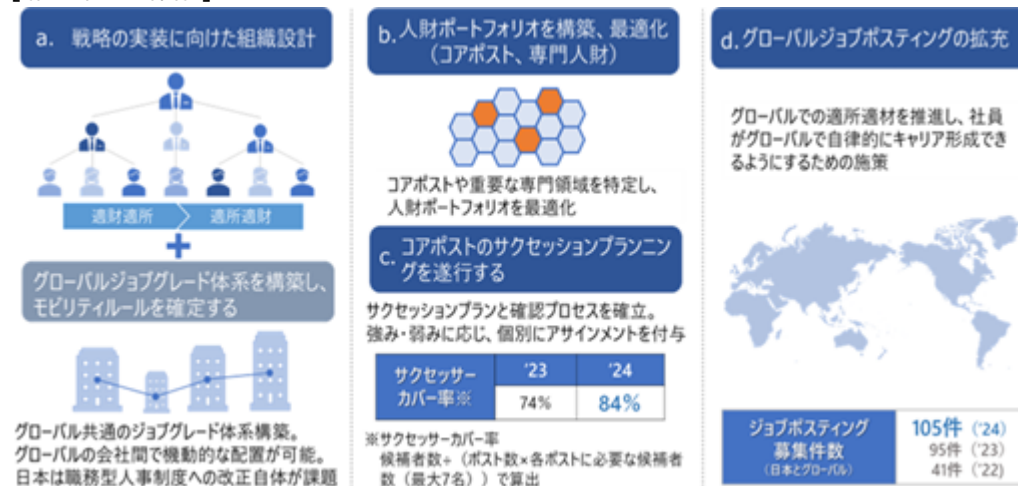 a. 戦略の実装に向けた組織設計
適財適所
適所適財
グローバルジョブグレード体系を構築し、
モビリティルールを確定する
グローバル共通のジョブグレード体系構築。
グローバルの会社間で機動的な配置が可能。
日本は職務型人事制度への改正自体が課題
b. 人財ポートフォリオを構築、最適化
（コアポスト、専門人財）
コアポストや重要な専門領域を特定し、
人財ポートフォリオを最適化
c. コアポストのサクセッションプランニン
グを遂行する
サクセッションプランと確認プロセスを確立。
強み・弱みに応じ、個別にアサインメントを付与
サクセッサー
カバー率※
'23 '24
74% 84%
※サクセッサーカバー率
候補者数÷（ポスト数×各ポストに必要な候補者
数（最大7名））で算出
d. グローバルジョブポスティングの拡充
グローバルでの適所適材を推進し、社員
がグローバルで自律的にキャリア形成でき
るようにするための施策
ジョブポスティング
募集件数
（日本とグローバル）
105件（'24）
95件（'23）
41件（'22）